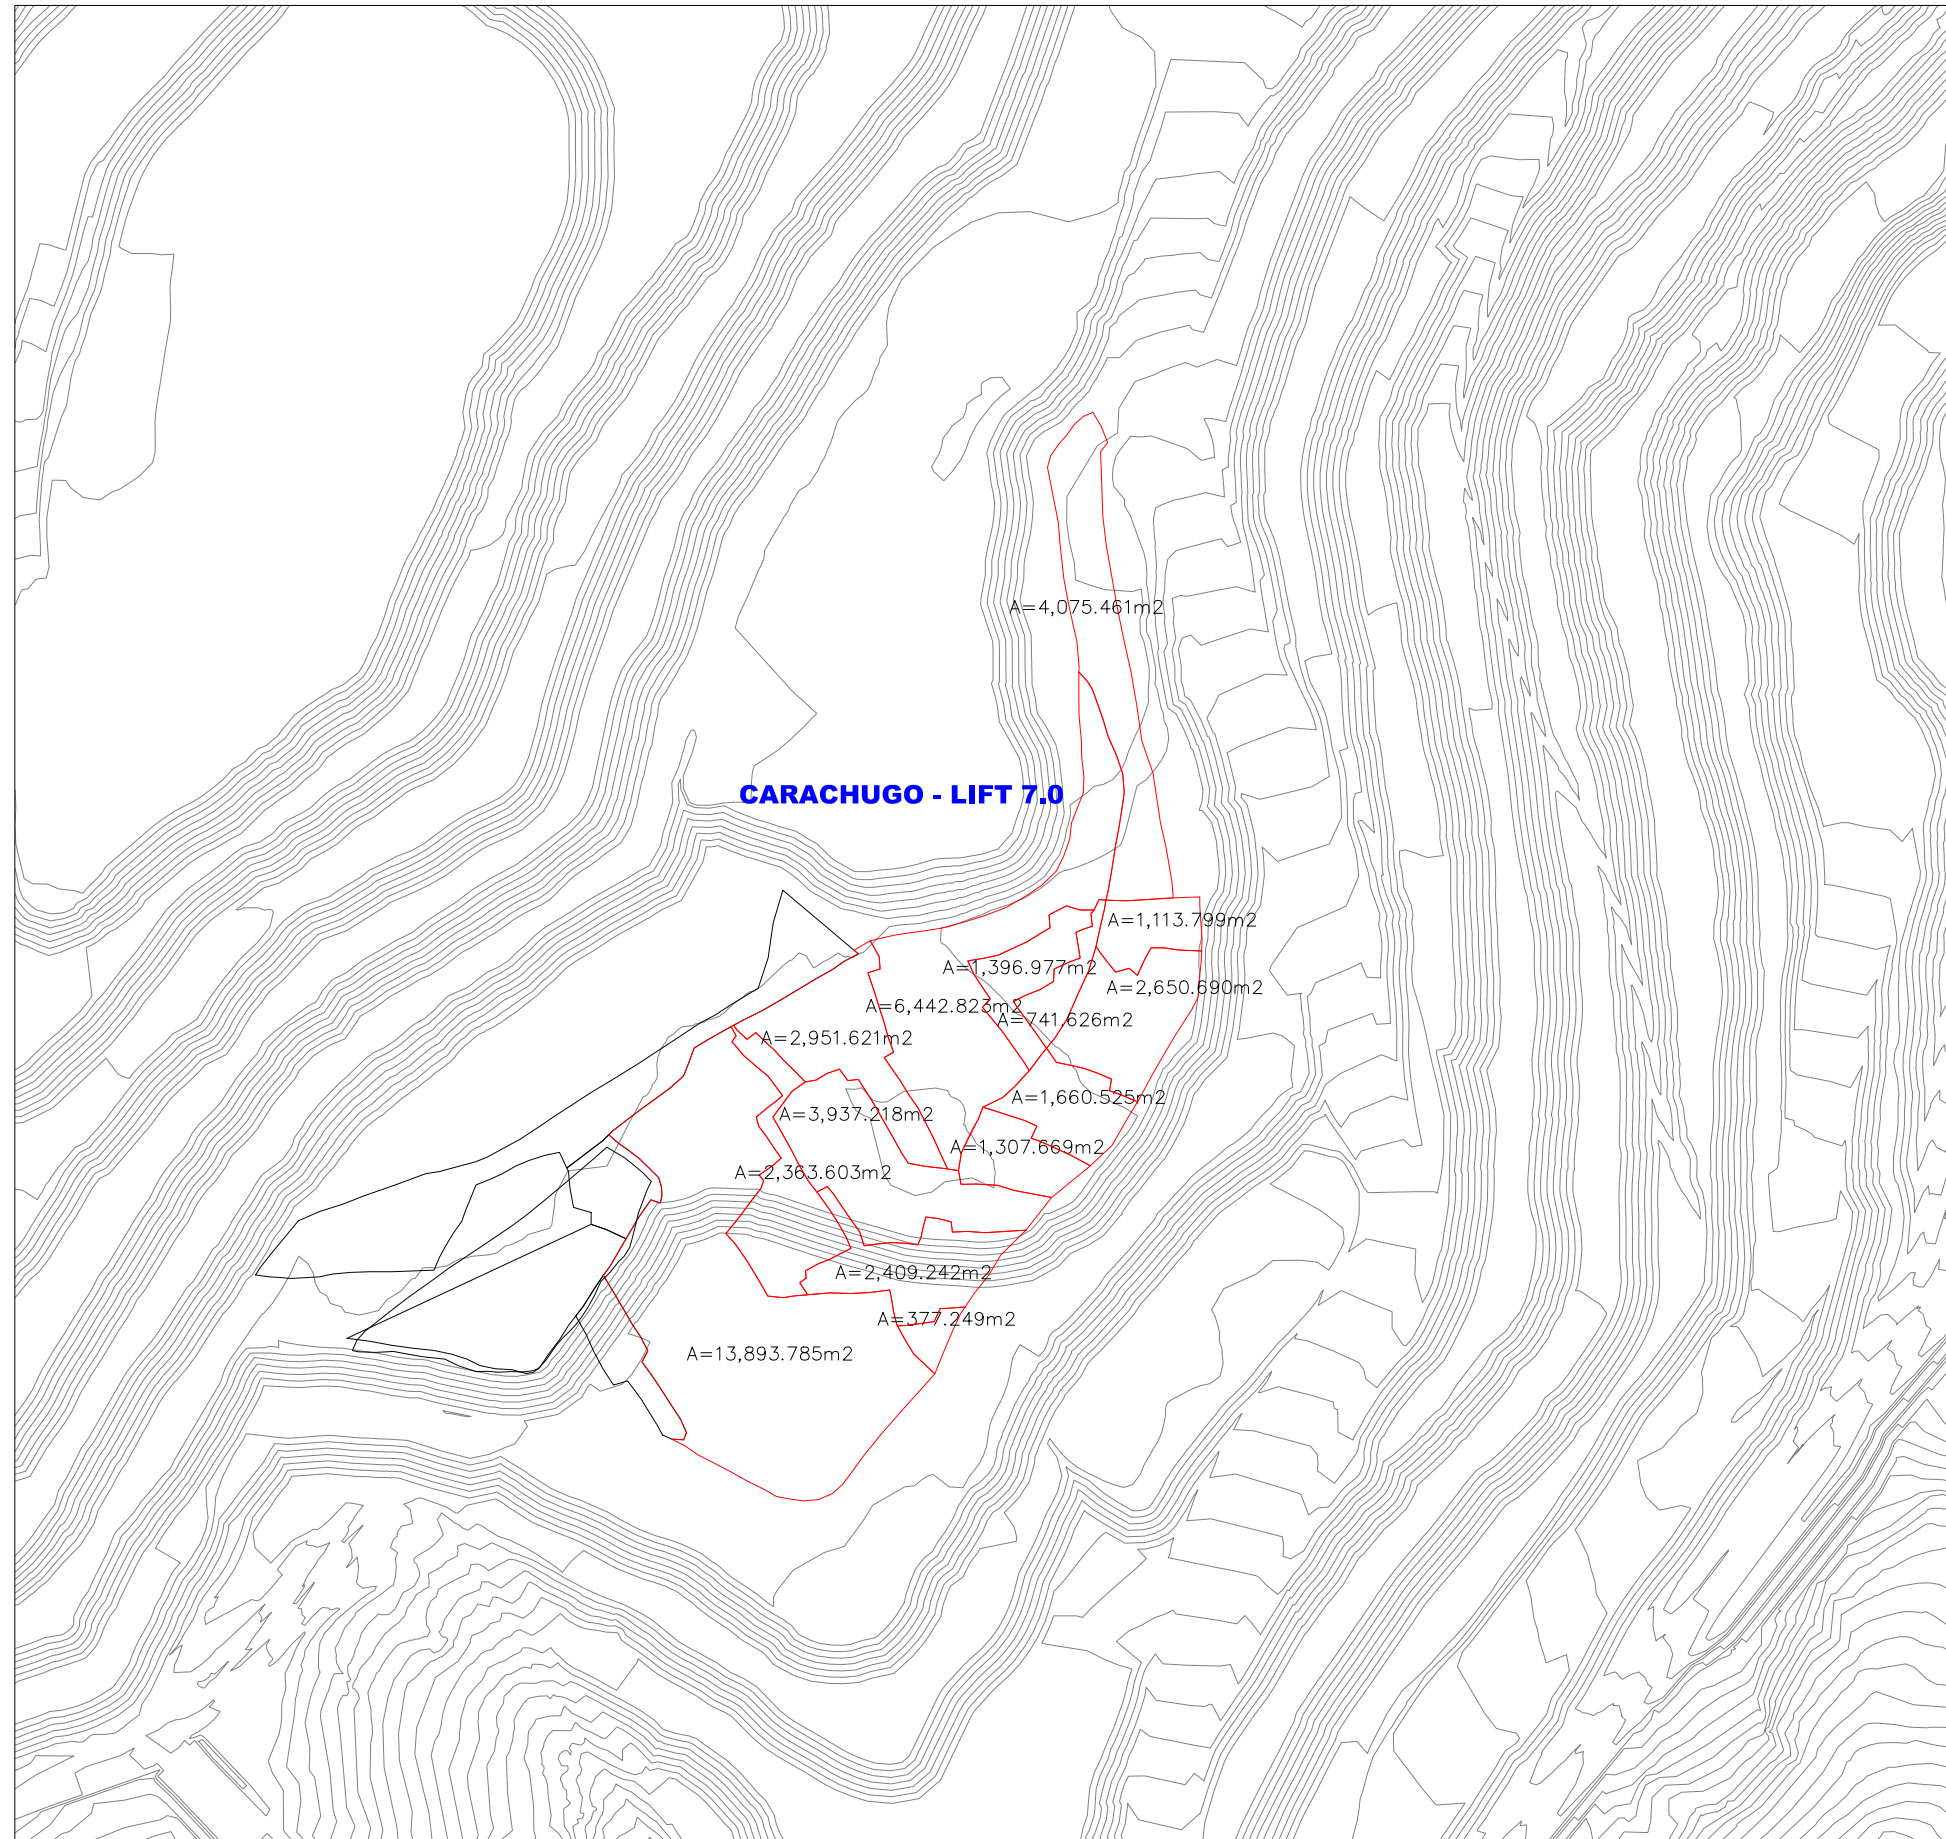 A=4,075.461m2
CARACHUGO - LIFT 7.0
A=1,113.799m2
A=1,396.977m2
A=2,650.690m2
A=6,442.823m2
A=741.626m2
A=2,951.621m2
A=1,660.525m2
A=3,937.218m2
A=1,307.669m2
A=2,363.603m2
A=2,409.242m2
A=377.249m2
A=13,893.785m2